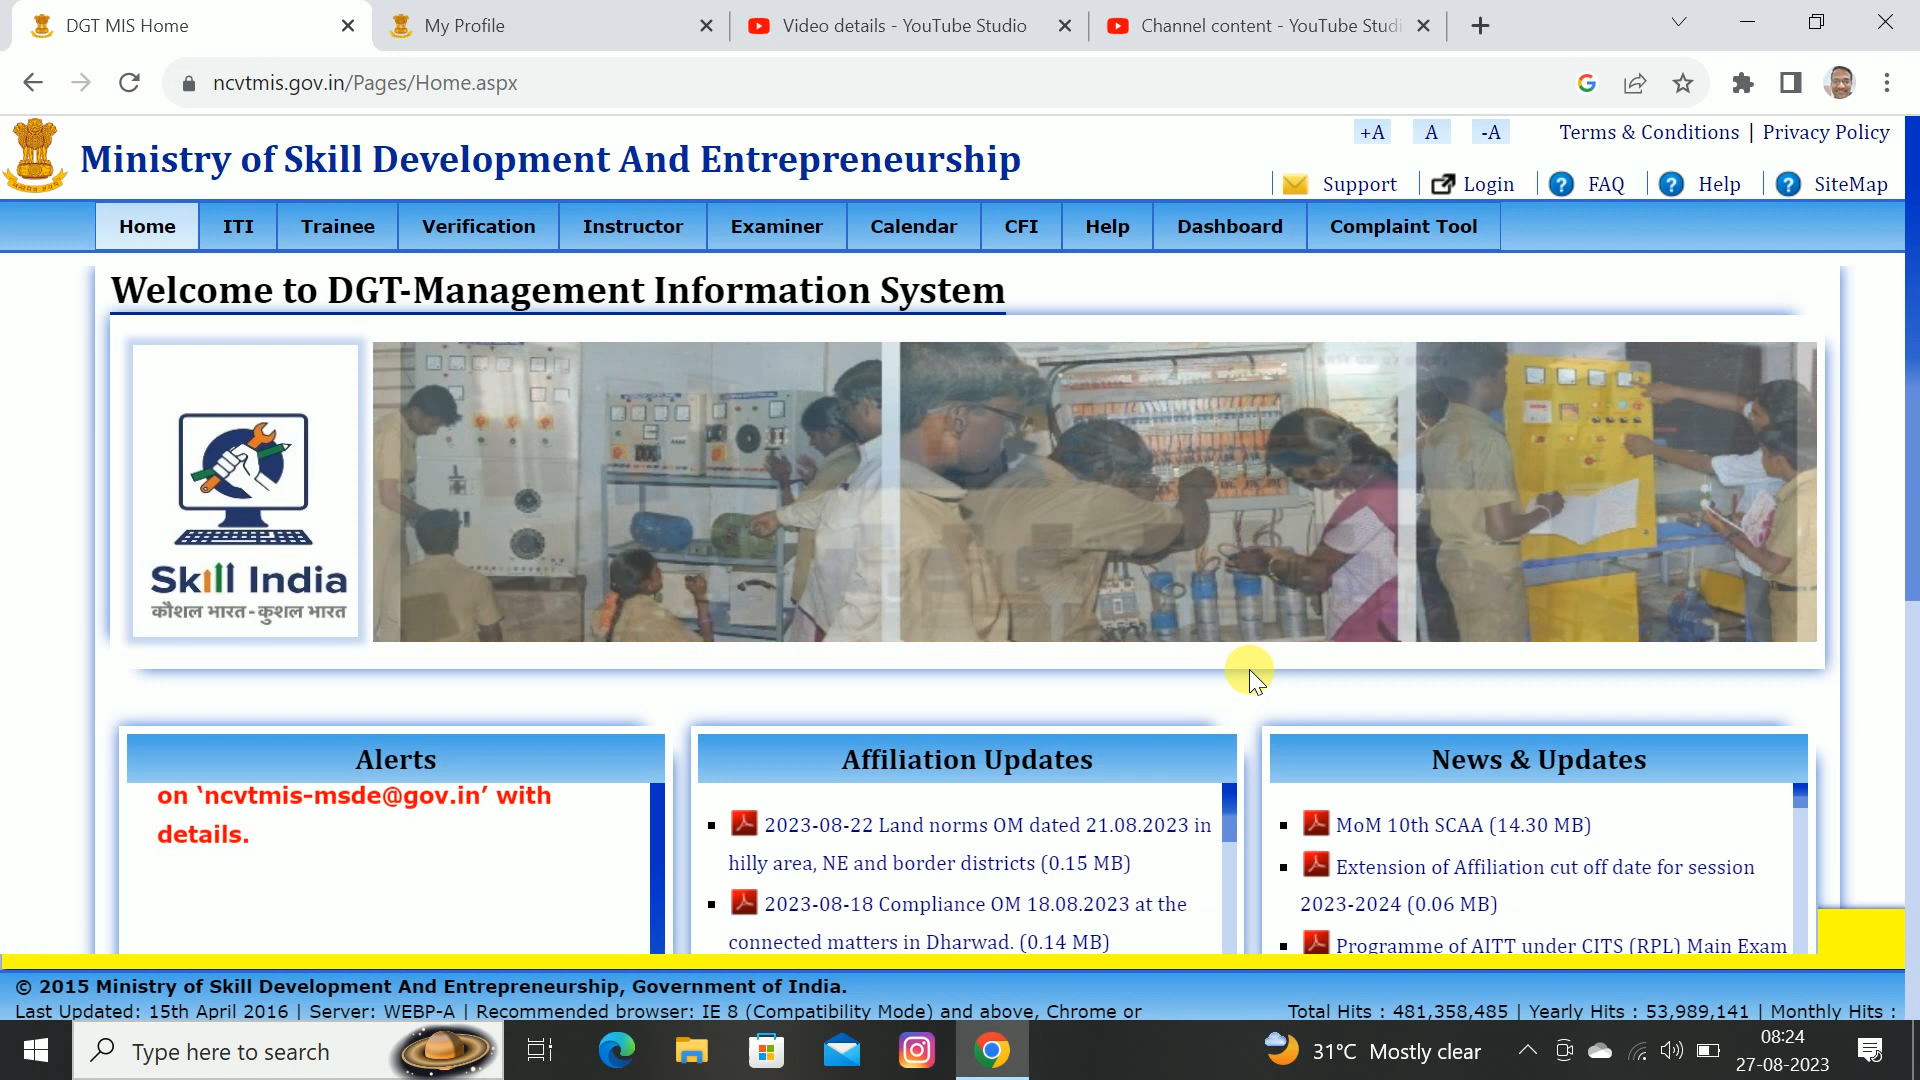 DGT MIS Home
My Profile
Video details - YouTube Studio
Channel content - YouTube Studi
ncvtmis.gov.in/Pages/Home.aspx
+A A -A Terms & Conditions | Privacy Policy
Ministry of Skill Development And Entrepreneurship
Support Login FAQ Help SiteMap
Home ITI Trainee Verification Instructor Examiner Calendar CFI Help Dashboard Complaint Tool
Welcome to DGT-Management Information System
Skill India
कौशल भारत - कुशल भारत
Alerts
on ‘ncvtmis-msde@gov.in’ with
details.
Affiliation Updates
2023-08-22 Land norms OM dated 21.08.2023 in
hilly area, NE and border districts (0.15 MB)
2023-08-18 Compliance OM 18.08.2023 at the
connected matters in Dharwad. (0.14 MB)
News & Updates
MoM 10th SCAA (14.30 MB)
Extension of Affiliation cut off date for session
2023-2024 (0.06 MB)
Programme of AITT under CITS (RPL) Main Exam
© 2015 Ministry of Skill Development And Entrepreneurship, Government of India.
Last Updated: 15th April 2016 | Server: WEBP-A | Recommended browser: IE 8 (Compatibility Mode) and above, Chrome or
Total Hits : 481,358,485 | Yearly Hits : 53,989,141 | Monthly Hits :
Type here to search
31°C Mostly clear
08:24
27-08-2023